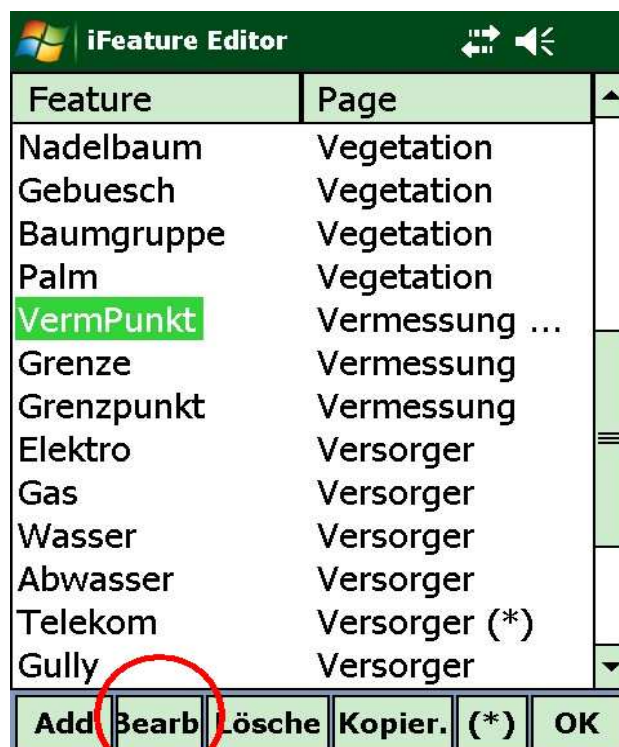 iFeature Editor
Feature Page
Nadelbaum Vegetation
Gebuesch Vegetation
Baumgruppe Vegetation
Palm Vegetation
VermPunkt Vermessung ...
Grenze Vermessung
Grenzpunkt Vermessung
Elektro Versorger
Gas Versorger
Wasser Versorger
Abwasser Versorger
Telekom Versorger (*)
Gully Versorger
Add Bearb Lösche Kopier. (*) OK